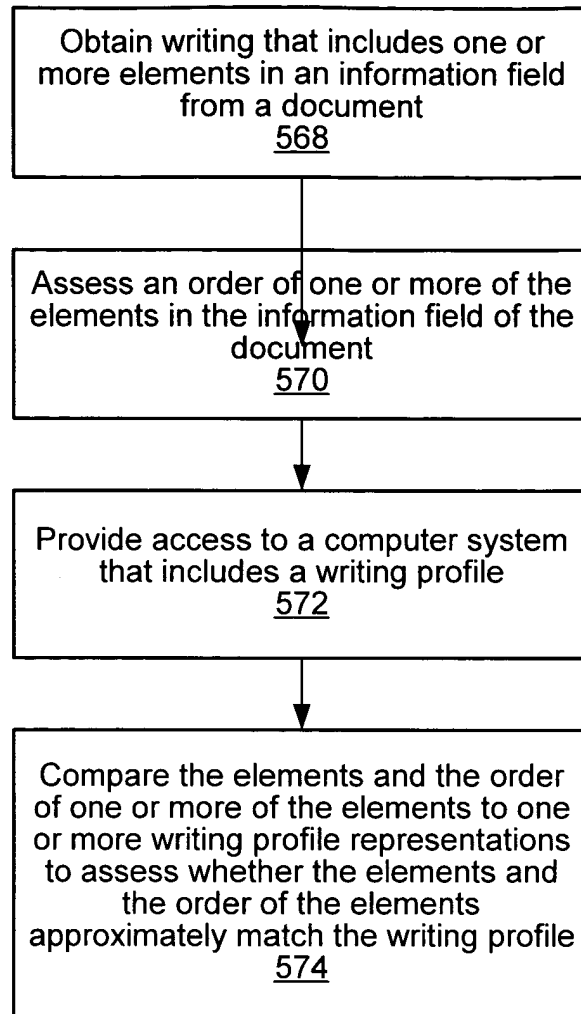 Obtain writing that includes one or
more elements in an information field
from a document
568
Assess an order of one or more of the
elements in the information field of the
document
570
Provide access to a computer system
that includes a writing profile
572
Compare the elements and the order
of one or more of the elements to one
or more writing profile representations
to assess whether the elements and
the order of the elements
approximately match the writing profile
574